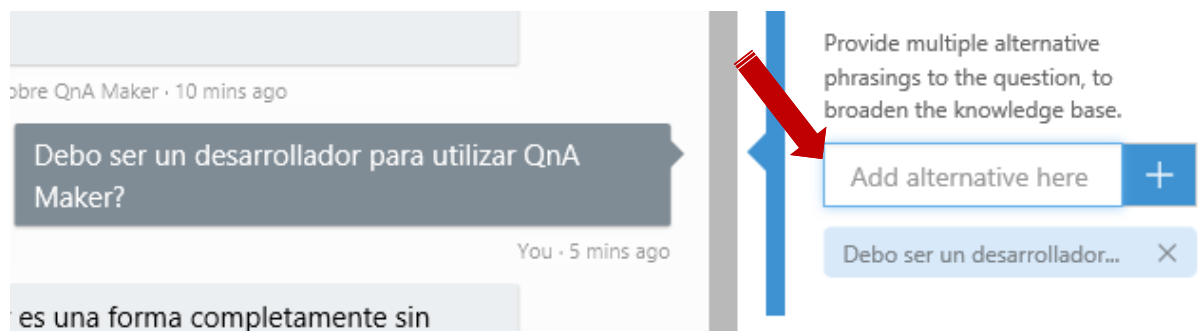 QnA Maker · 10 mins ago
Debo ser un desarrollador para utilizar QnA
Maker?
You · 5 mins ago
es una forma completamente sin
Provide multiple alternative
phrasings to the question, to
broaden the knowledge base.
Add alternative here +
Debo ser un desarrollador... ×